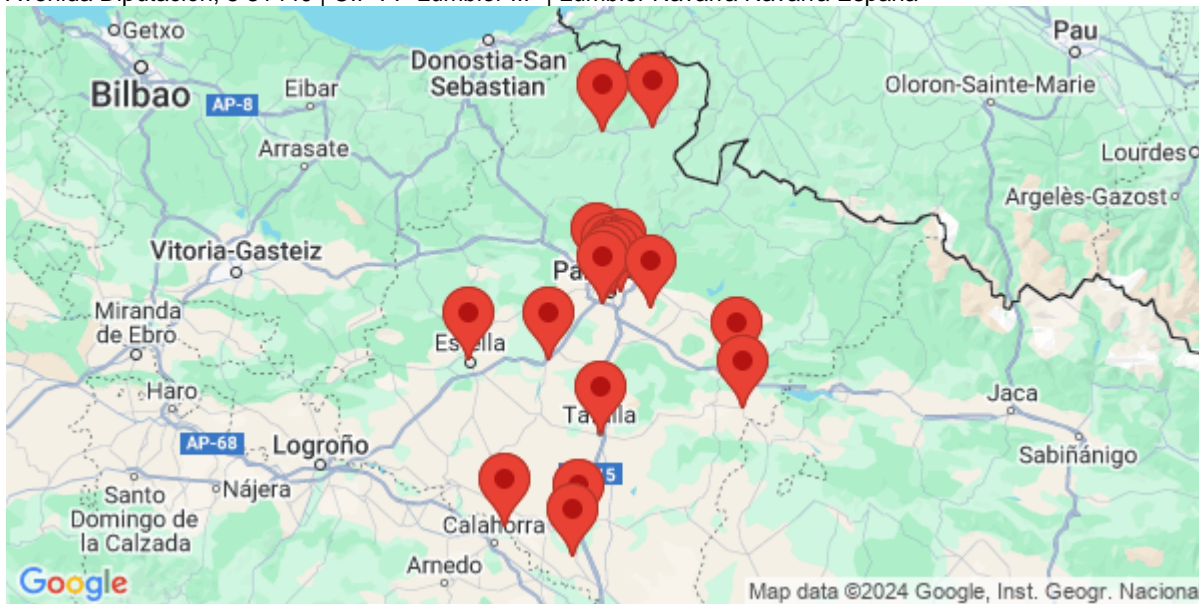 Getxo
Bilbao
AP-8
Eibar
Donostia-San
Sebastian
Pau
Oloron-Sainte-Marie
Arrasate
Lourdes
Argelès-Gazost
Vitoria-Gasteiz
Miranda
de Ebro
Haro
Jaca
AP-68
Logroño
Sabiñánigo
Nájera
Santo
Domingo de
la Calzada
Calahorra
Arnedo
Google
Map data ©2024 Google, Inst. Geogr. Naciona